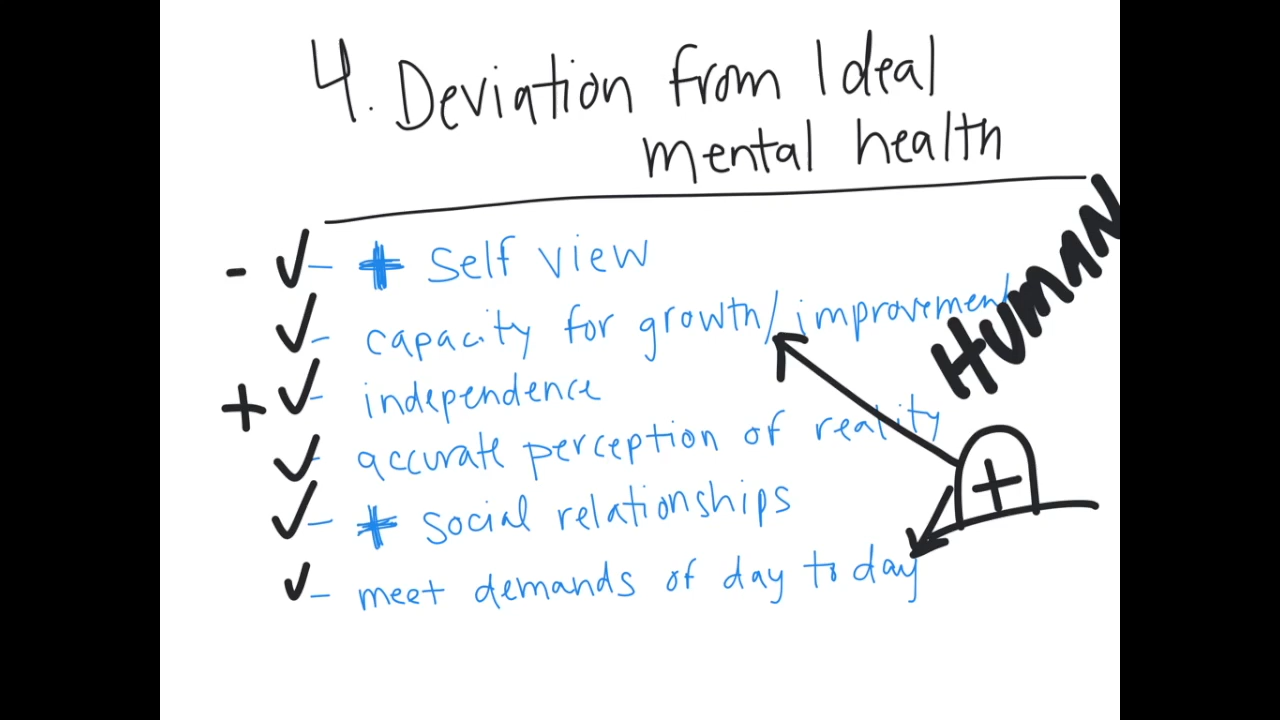 4. Deviation from Ideal
mental health
- ✓ - + Self view
✓ - capacity for growth/improvement
+ ✓ - independence
✓ - accurate perception of reality
✓ - + social relationships
✓ - meet demands of day to day
HUMAN
+